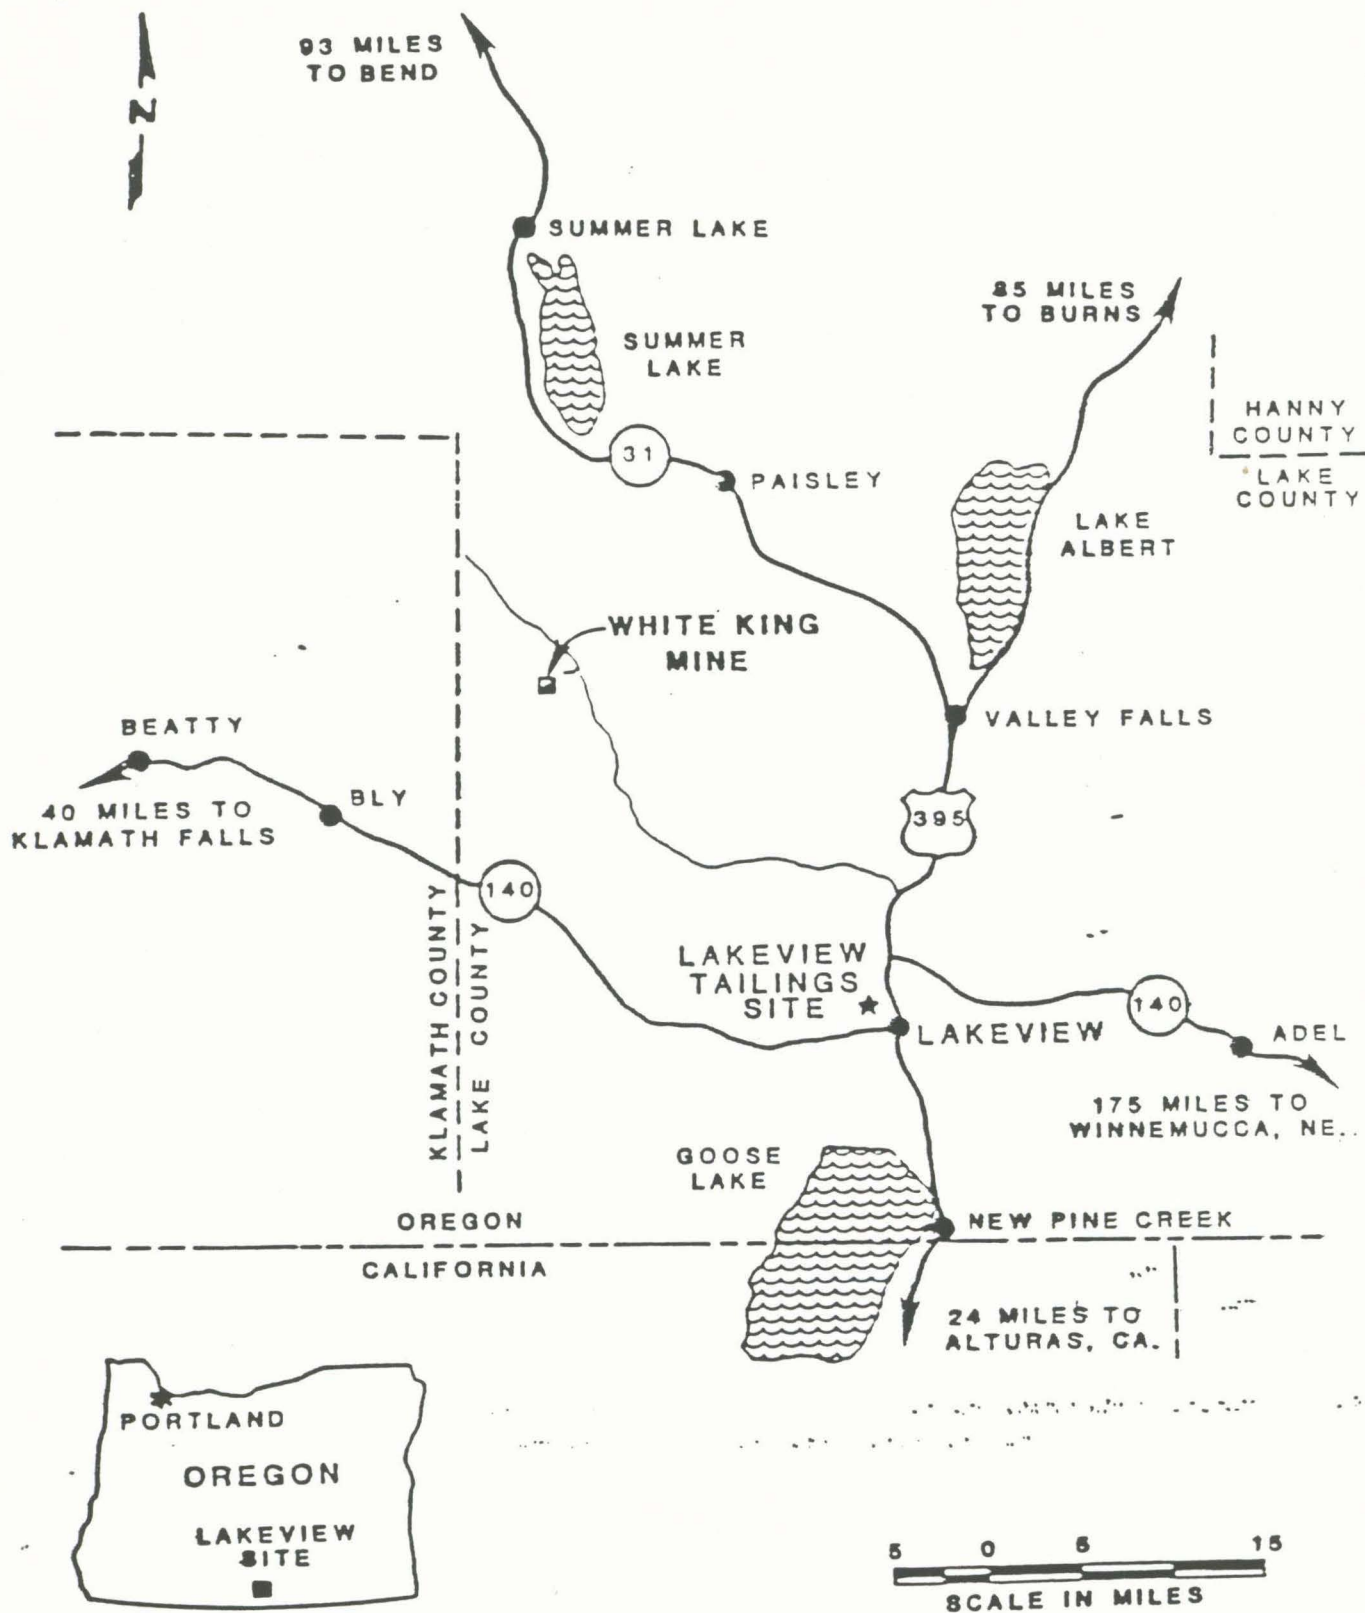 93 MILES
TO BEND
N
SUMMER LAKE
85 MILES
TO BURNS
SUMMER
LAKE
HANNY
COUNTY
LAKE
COUNTY
31
PAISLEY
LAKE
ALBERT
WHITE KING
MINE
VALLEY FALLS
BEATTY
40 MILES TO
KLAMATH FALLS
BLY
395
140
KLAMATH COUNTY
LAKE COUNTY
LAKEVIEW
TAILINGS
SITE
LAKEVIEW
140
ADEL
175 MILES TO
WINNEMUCCA, NE..
GOOSE
LAKE
NEW PINE CREEK
OREGON
CALIFORNIA
24 MILES TO
ALTURAS, CA.
PORTLAND
OREGON
LAKEVIEW
SITE
5 0 5 15
SCALE IN MILES